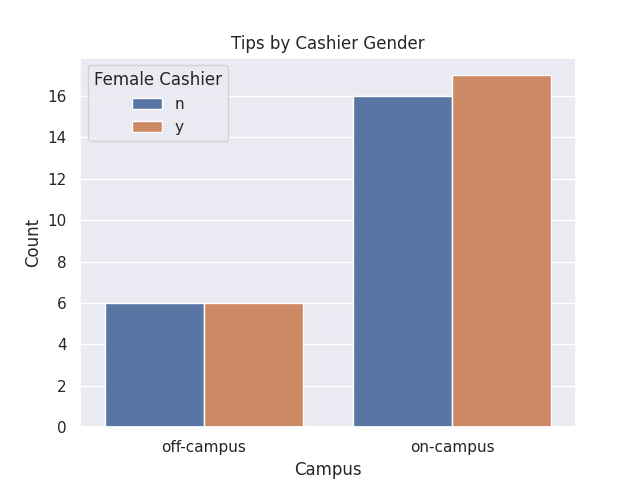 Tips by Cashier Gender
Female Cashier
n
y
Count
16
14
12
10
8
6
4
2
0
off-campus
on-campus
Campus